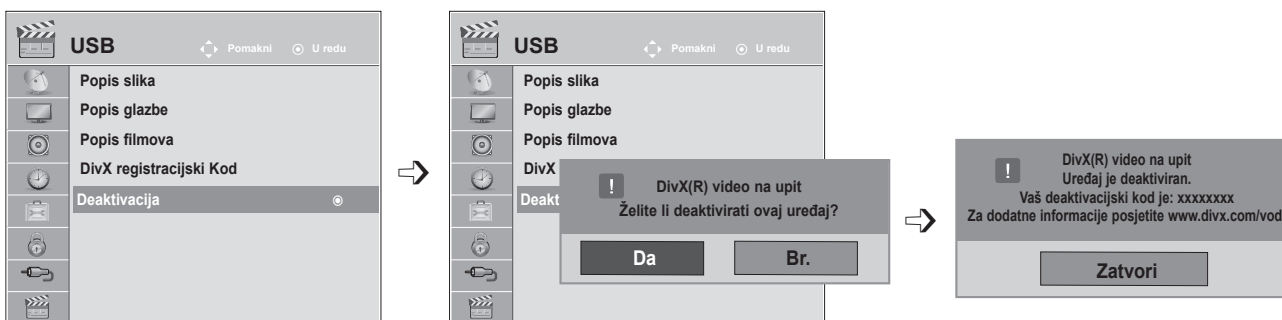 USB
Pomakni
U redu
Popis slika
Popis glazbe
Popis filmova
DivX registracijski Kod
Deaktivacija
USB
Pomakni
U redu
Popis slika
Popis glazbe
Popis filmova
DivX
Deakt
DivX(R) video na upit
Želite li deaktivirati ovaj uređaj?
Da
Br.
DivX(R) video na upit
Uređaj je deaktiviran.
Vaš deaktivacijski kod je: xxxxxxxx
Za dodatne informacije posjetite www.divx.com/vod
Zatvori